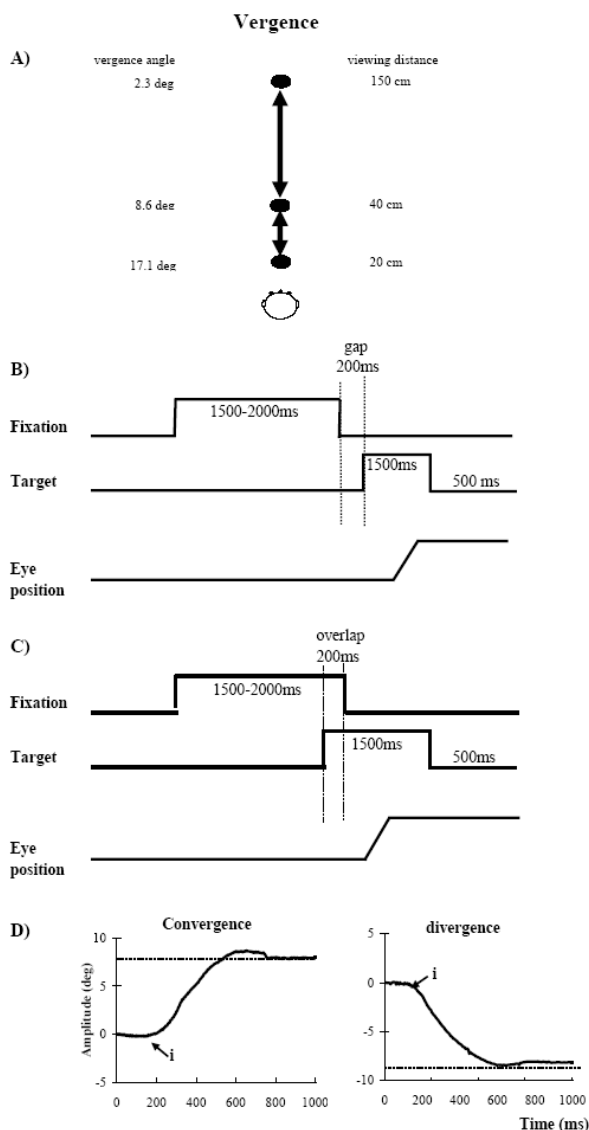 Vergence
A)
vergence angle viewing distance
2.3 deg 150 cm
8.6 deg 40 cm
17.1 deg 20 cm
B)
gap
200ms
1500-2000ms
Fixation
1500ms
Target 500 ms
Eye
position
C)
overlap
200ms
1500-2000ms
Fixation
1500ms
Target 500ms
Eye
position
D)
Convergence divergence
Amplitude (deg)
10
5
0
-5
i
0 200 400 600 800 1000
5
0
-5
-10
i
0 200 400 600 800 1000
Time (ms)